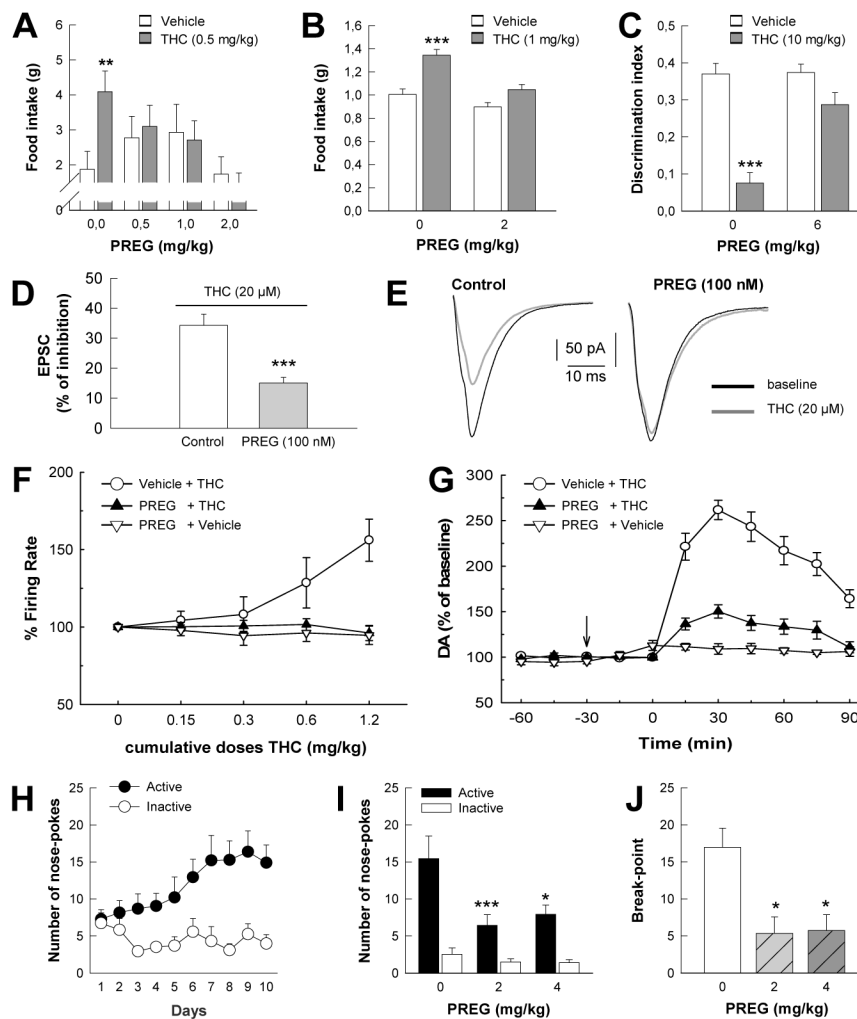 A
Vehicle
THC (0.5 mg/kg)
Food intake (g)
6
5
4
3
2
0
**
0,0 0,5 1,0 2,0
PREG (mg/kg)
B
Vehicle
THC (1 mg/kg)
Food intake (g)
1,6
1,4
1,2
1,0
0,8
0,6
0,4
0,2
0,0
***
0 2
PREG (mg/kg)
C
Vehicle
THC (10 mg/kg)
Discrimination index
0,5
0,4
0,3
0,2
0,1
0,0
***
0 6
PREG (mg/kg)
D
EPSC
(% of inhibition)
50
40
30
20
10
0
THC (20 µM)
***
Control PREG (100 nM)
E
Control PREG (100 nM)
50 pA
10 ms
baseline
THC (20 µM)
F
Vehicle + THC
PREG + THC
PREG + Vehicle
% Firing Rate
200
150
100
50
0 0.15 0.3 0.6 1.2
cumulative doses THC (mg/kg)
G
Vehicle + THC
PREG + THC
PREG + Vehicle
DA (% of baseline)
300
250
200
150
100
50
-60 -30 0 30 60 90
Time (min)
H
Active
Inactive
Number of nose-pokes
25
20
15
10
5
0
1 2 3 4 5 6 7 8 9 10
Days
I
Active
Inactive
Number of nose-pokes
25
20
15
10
5
0
*** *
0 2 4
PREG (mg/kg)
J
Break-point
25
20
15
10
5
0
* *
0 2 4
PREG (mg/kg)